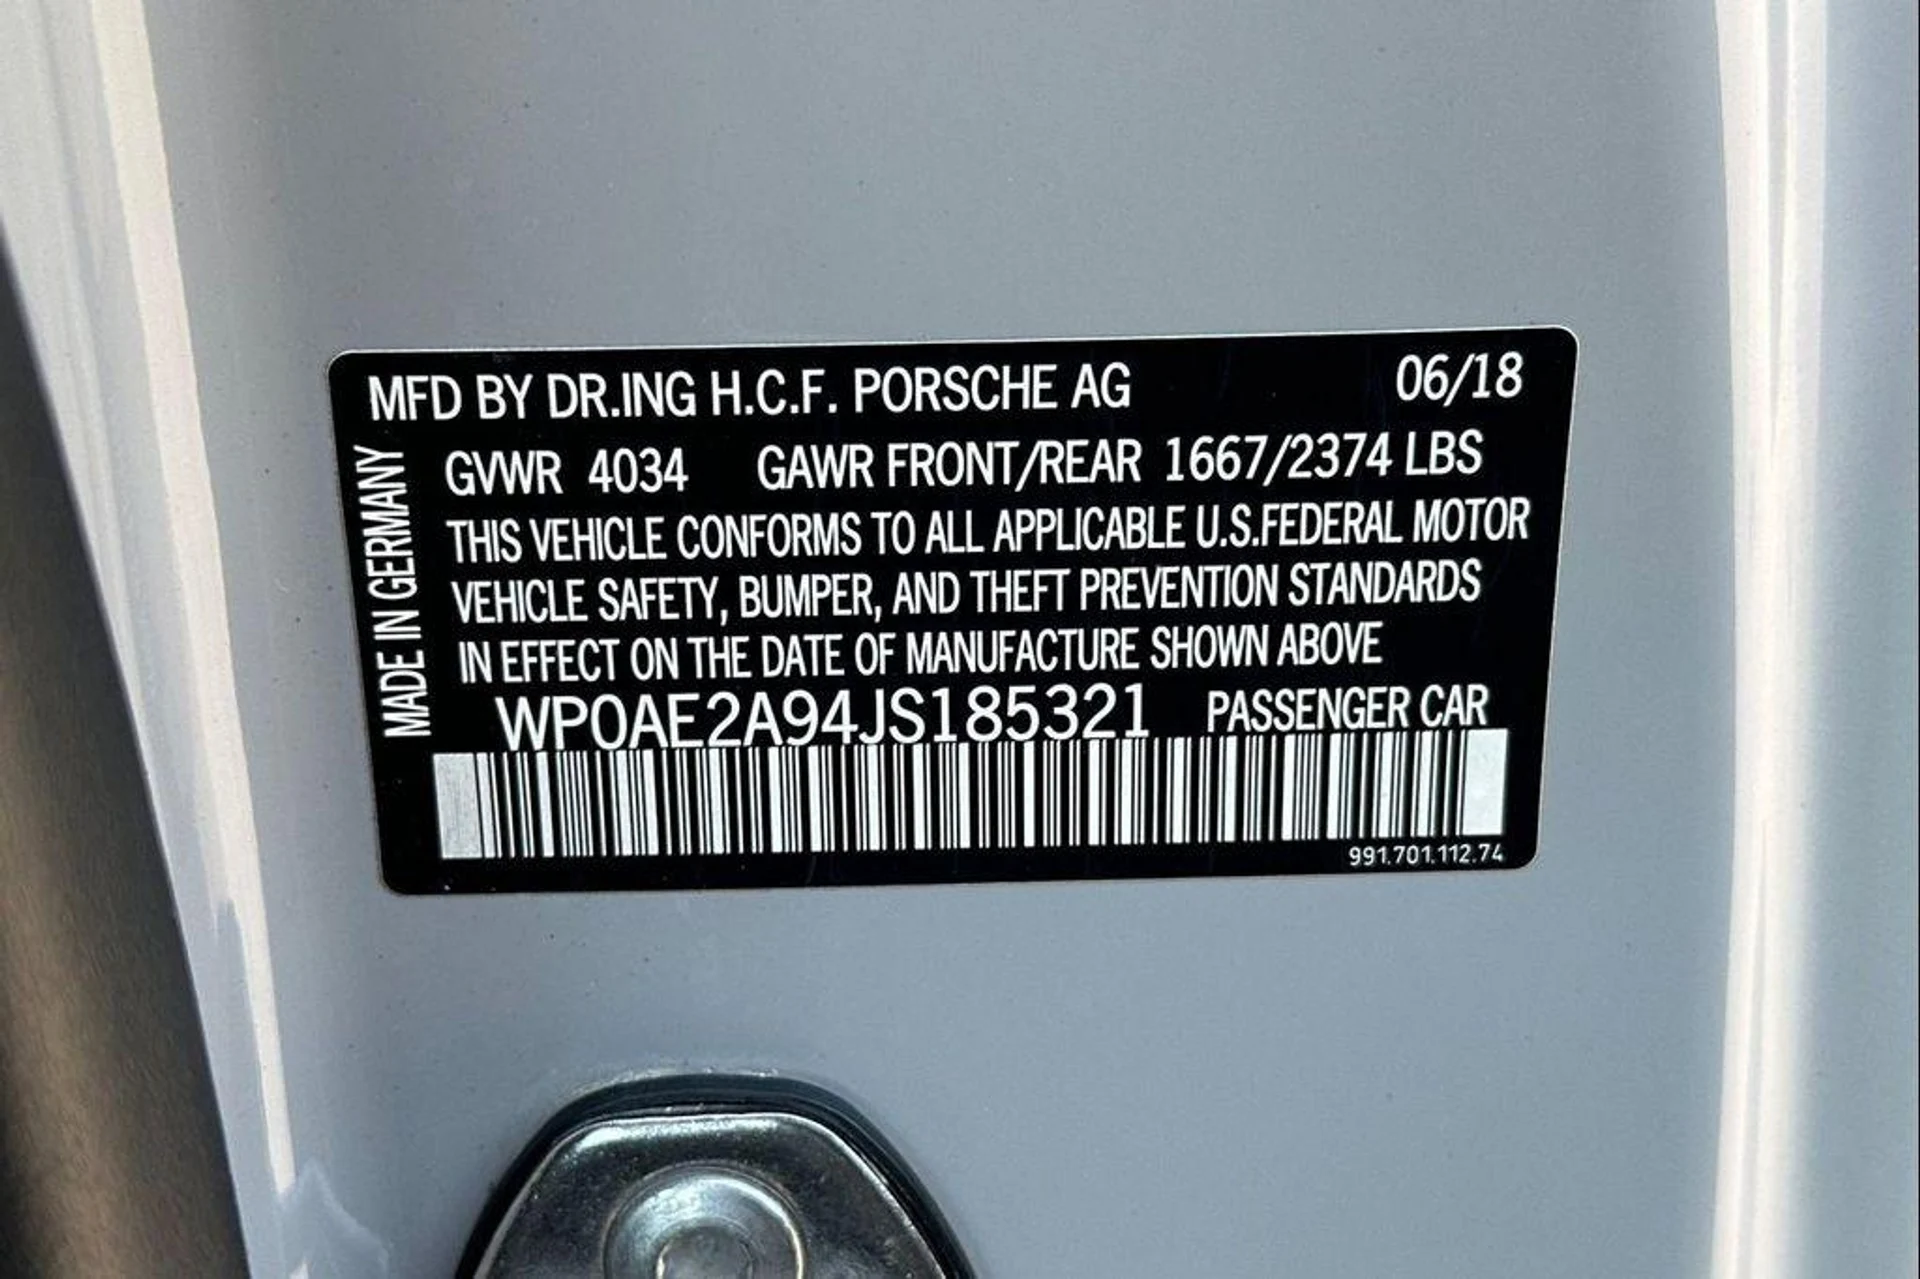 MFD BY DR.ING H.C.F. PORSCHE AG 06/18
MADE IN GERMANY
GVWR 4034 GAWR FRONT/REAR 1667/2374 LBS
THIS VEHICLE CONFORMS TO ALL APPLICABLE U.S.FEDERAL MOTOR
VEHICLE SAFETY, BUMPER, AND THEFT PREVENTION STANDARDS
IN EFFECT ON THE DATE OF MANUFACTURE SHOWN ABOVE
WP0AE2A94JS185321 PASSENGER CAR
991.701.112.74